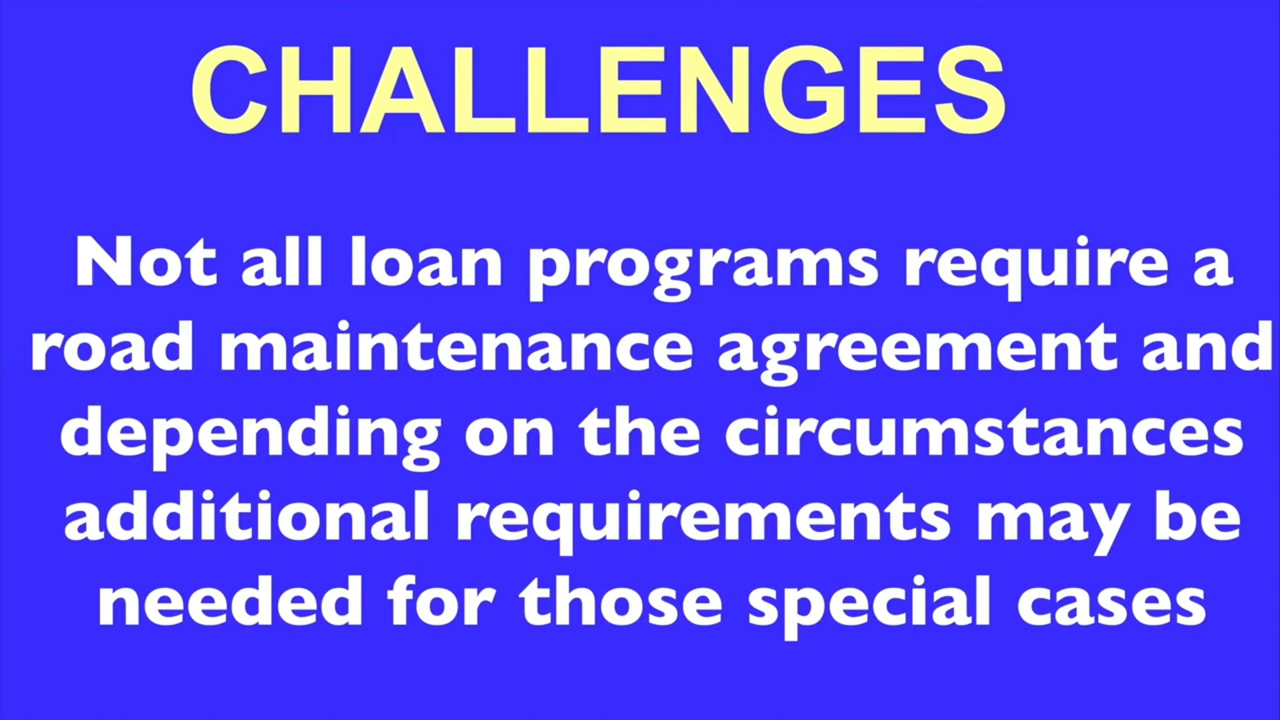 CHALLENGES
Not all loan programs require a
road maintenance agreement and
depending on the circumstances
additional requirements may be
needed for those special cases